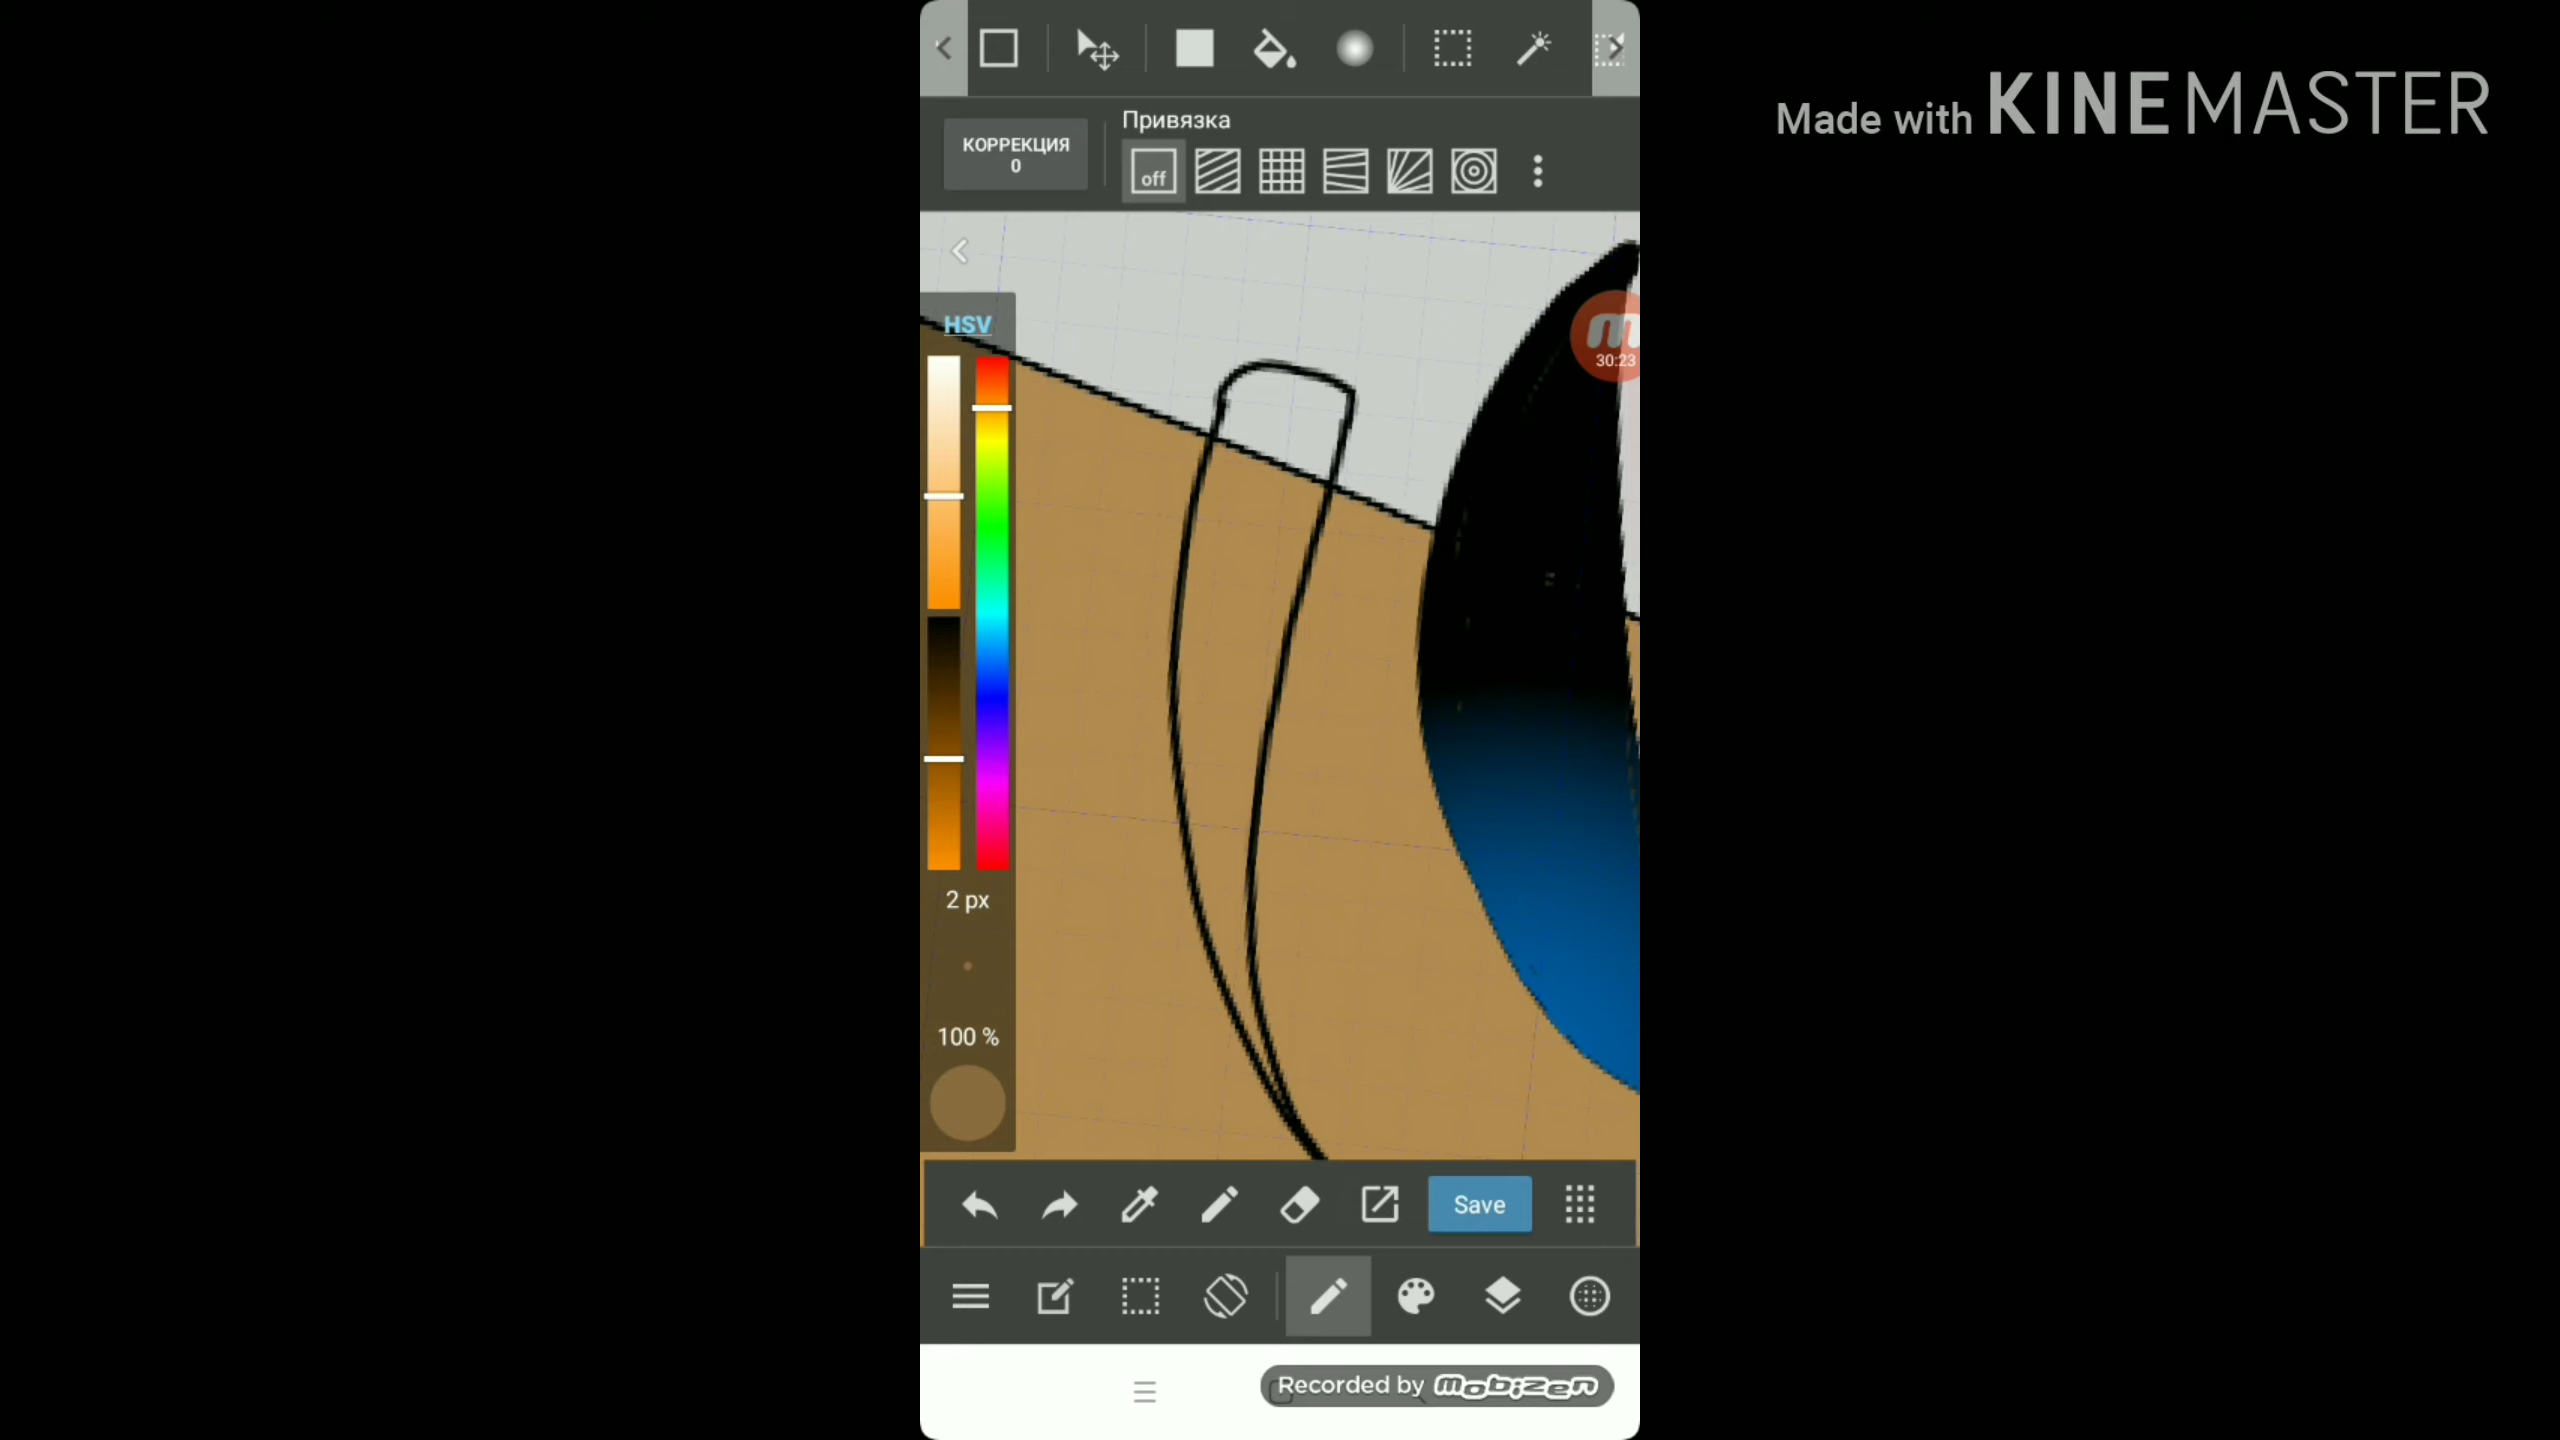 Made with KINEMASTER
КОРРЕКЦИЯ
0
Привязка
off
HSV
30:23
2 px
100 %
Save
Recorded by mobizen